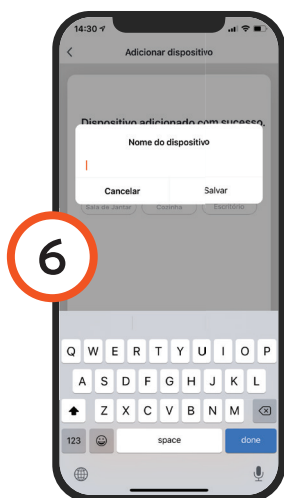 14:30
Adicionar dispositivo
Dispositivo adicionado com sucesso.
Nome do dispositivo
Cancelar Salvar
Sala de Jantar Cozinha Escritório
6
Q W E R T Y U I O P
A S D F G H J K L
Z X C V B N M
123 space done